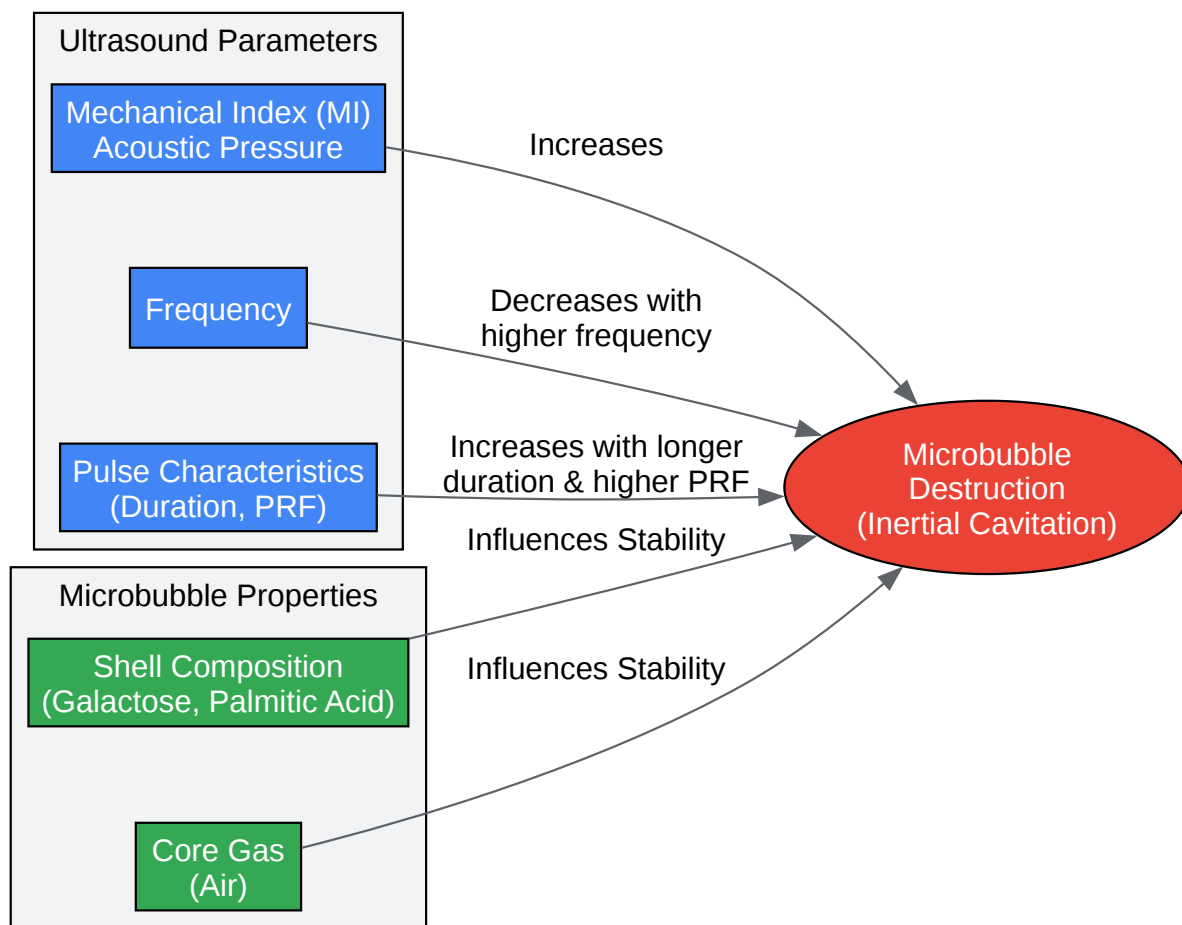 Ultrasound Parameters
Mechanical Index (MI)
Acoustic Pressure
Increases
Frequency
Decreases with
higher frequency
Pulse Characteristics
(Duration, PRF)
Increases with longer
duration & higher PRF
Microbubble
Destruction
(Inertial Cavitation)
Influences Stability
Microbubble Properties
Shell Composition
(Galactose, Palmitic Acid)
Influences Stability
Core Gas
(Air)